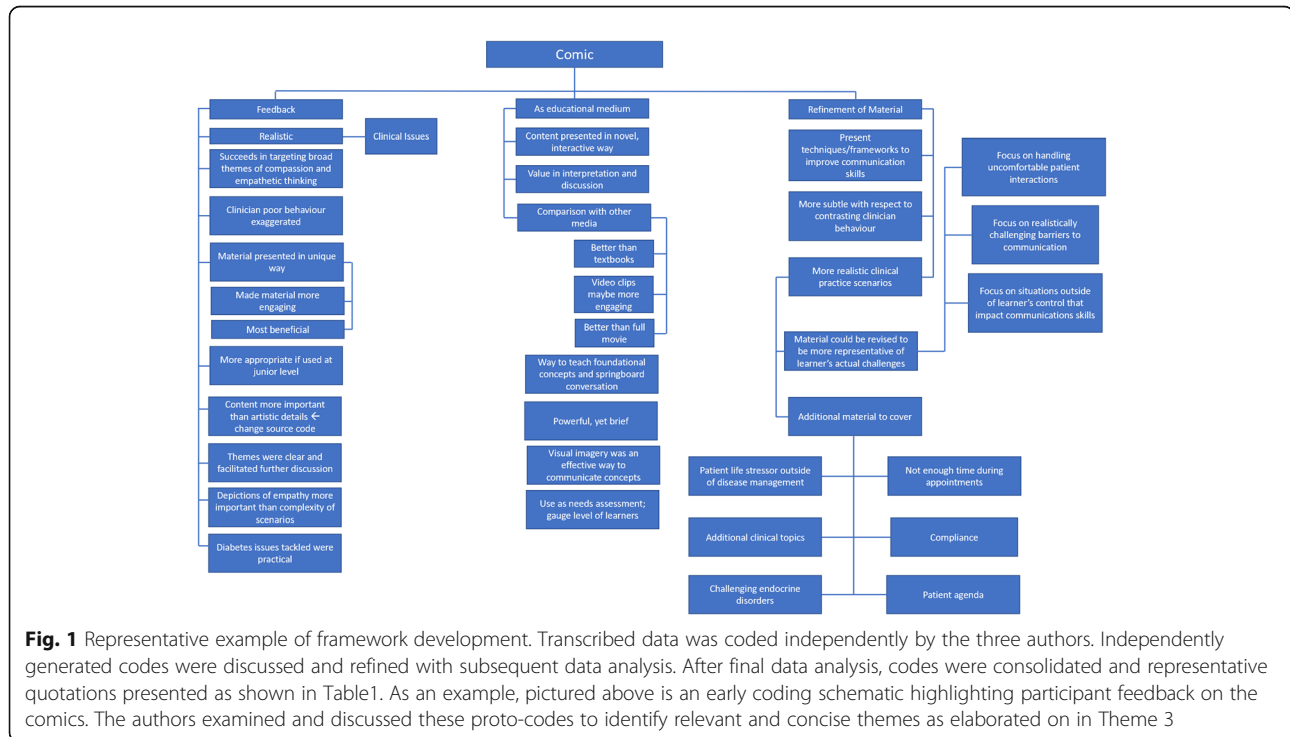 Comic
Feedback
Realistic
Clinical Issues
Succeeds in targeting broad
themes of compassion and
empathetic thinking
Clinician poor behaviour
exaggerated
Material presented in unique
way
Made material more
engaging
Most beneficial
More appropriate if used at
junior level
Content more important
than artistic details ←
change source code
Themes were clear and
facilitated further discussion
Depictions of empathy more
important than complexity of
scenarios
Diabetes issues tackled were
practical
As educational medium
Content presented in novel,
interactive way
Value in interpretation and
discussion
Comparison with other
media
Better than
textbooks
Video clips
maybe more
engaging
Better than full
movie
Way to teach foundational
concepts and springboard
conversation
Powerful, yet brief
Visual imagery was an
effective way to
communicate concepts
Use as needs assessment;
gauge level of learners
Refinement of Material
Present
techniques/frameworks to
improve communication
skills
More subtle with respect to
contrasting clinician
behaviour
More realistic clinical
practice scenarios
Material could be revised to
be more representative of
learner's actual challenges
Focus on handling
uncomfortable patient
interactions
Focus on realistically
challenging barriers to
communication
Focus on situations outside
of learner's control that
impact communications skills
Additional material to cover
Patient life stressor outside
of disease management
Not enough time during
appointments
Additional clinical topics
Compliance
Challenging endocrine
disorders
Patient agenda
Fig. 1 Representative example of framework development. Transcribed data was coded independently by the three authors. Independently
generated codes were discussed and refined with subsequent data analysis. After final data analysis, codes were consolidated and representative
quotations presented as shown in Table1. As an example, pictured above is an early coding schematic highlighting participant feedback on the
comics. The authors examined and discussed these proto-codes to identify relevant and concise themes as elaborated on in Theme 3